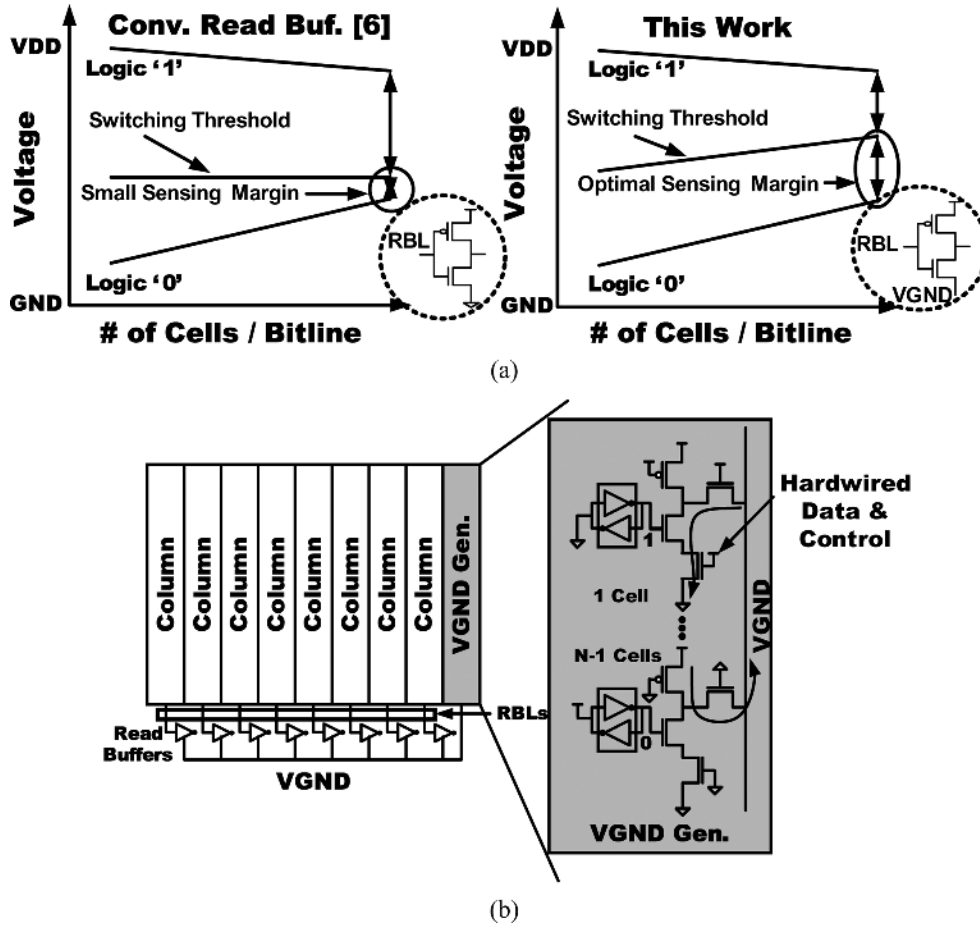 Conv. Read Buf. [6]
VDD
Logic ‘1’
Switching Threshold
Small Sensing Margin
RBL
Logic ‘0’
GND
Voltage
# of Cells / Bitline
This Work
VDD
Logic ‘1’
Switching Threshold
Optimal Sensing Margin
RBL
VGND
Logic ‘0’
GND
Voltage
# of Cells / Bitline
(a)
Column
Column
Column
Column
Column
Column
Column
Column
VGND Gen.
RBLs
Read
Buffers
VGND
Hardwired
Data &
Control
1
1 Cell
N-1 Cells
0
VGND
VGND Gen.
(b)